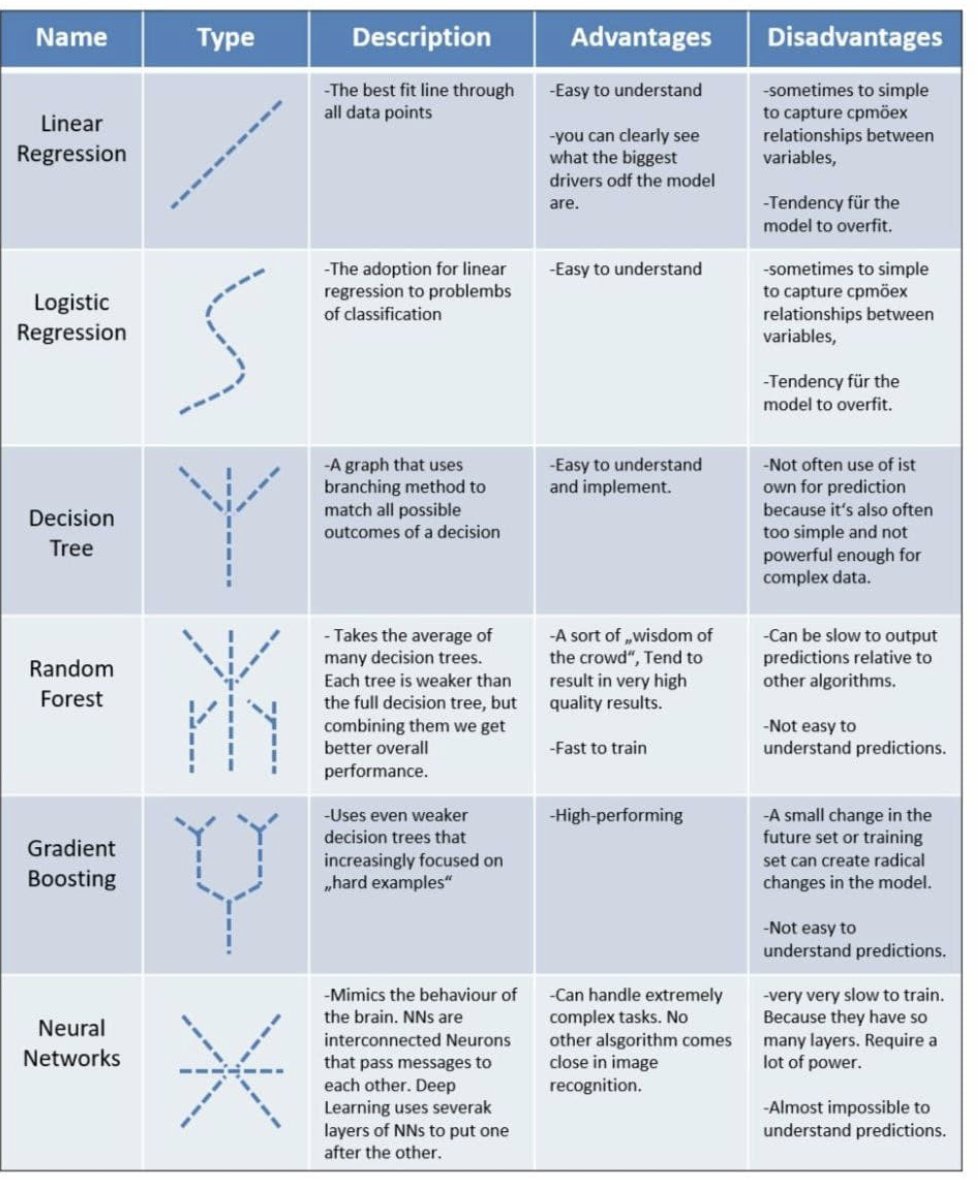 Name Type Description Advantages Disadvantages
Linear
Regression
-The best fit line through
all data points
-Easy to understand
-you can clearly see
what the biggest
drivers odf the model
are.
-sometimes to simple
to capture cpmöex
relationships between
variables,
-Tendency für the
model to overfit.
Logistic
Regression
-The adoption for linear
regression to problembs
of classification
-Easy to understand
-sometimes to simple
to capture cpmöex
relationships between
variables,
-Tendency für the
model to overfit.
Decision
Tree
-A graph that uses
branching method to
match all possible
outcomes of a decision
-Easy to understand
and implement.
-Not often use of ist
own for prediction
because it's also often
too simple and not
powerful enough for
complex data.
Random
Forest
- Takes the average of
many decision trees.
Each tree is weaker than
the full decision tree, but
combining them we get
better overall
performance.
-A sort of „wisdom of
the crowd“, Tend to
result in very high
quality results.
-Fast to train
-Can be slow to output
predictions relative to
other algorithms.
-Not easy to
understand predictions.
Gradient
Boosting
-Uses even weaker
decision trees that
increasingly focused on
„hard examples“
-High-performing
-A small change in the
future set or training
set can create radical
changes in the model.
-Not easy to
understand predictions.
Neural
Networks
-Mimics the behaviour of
the brain. NNs are
interconnected Neurons
that pass messages to
each other. Deep
Learning uses severak
layers of NNs to put one
after the other.
-Can handle extremely
complex tasks. No
other alsgorithm comes
close in image
recognition.
-very very slow to train.
Because they have so
many layers. Require a
lot of power.
-Almost impossible to
understand predictions.